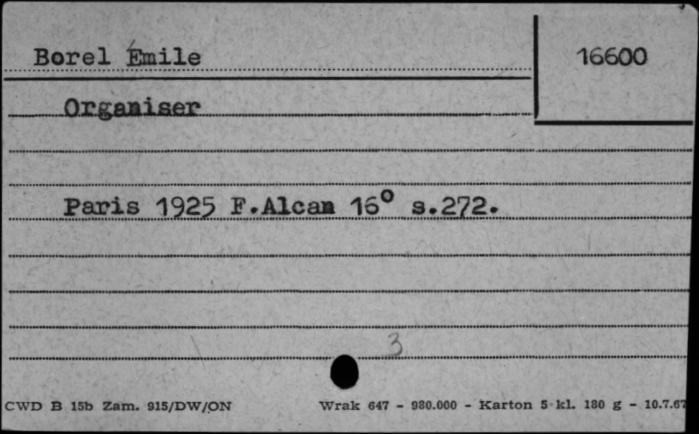 Borel Émile
16600
Organiser
Paris 1925 F.Alcan 16° s.272.
3
CWD B 15b Zam. 915/DW/ON Wrak 647 - 980.000 - Karton 5 kl. 180 g - 10.7.67